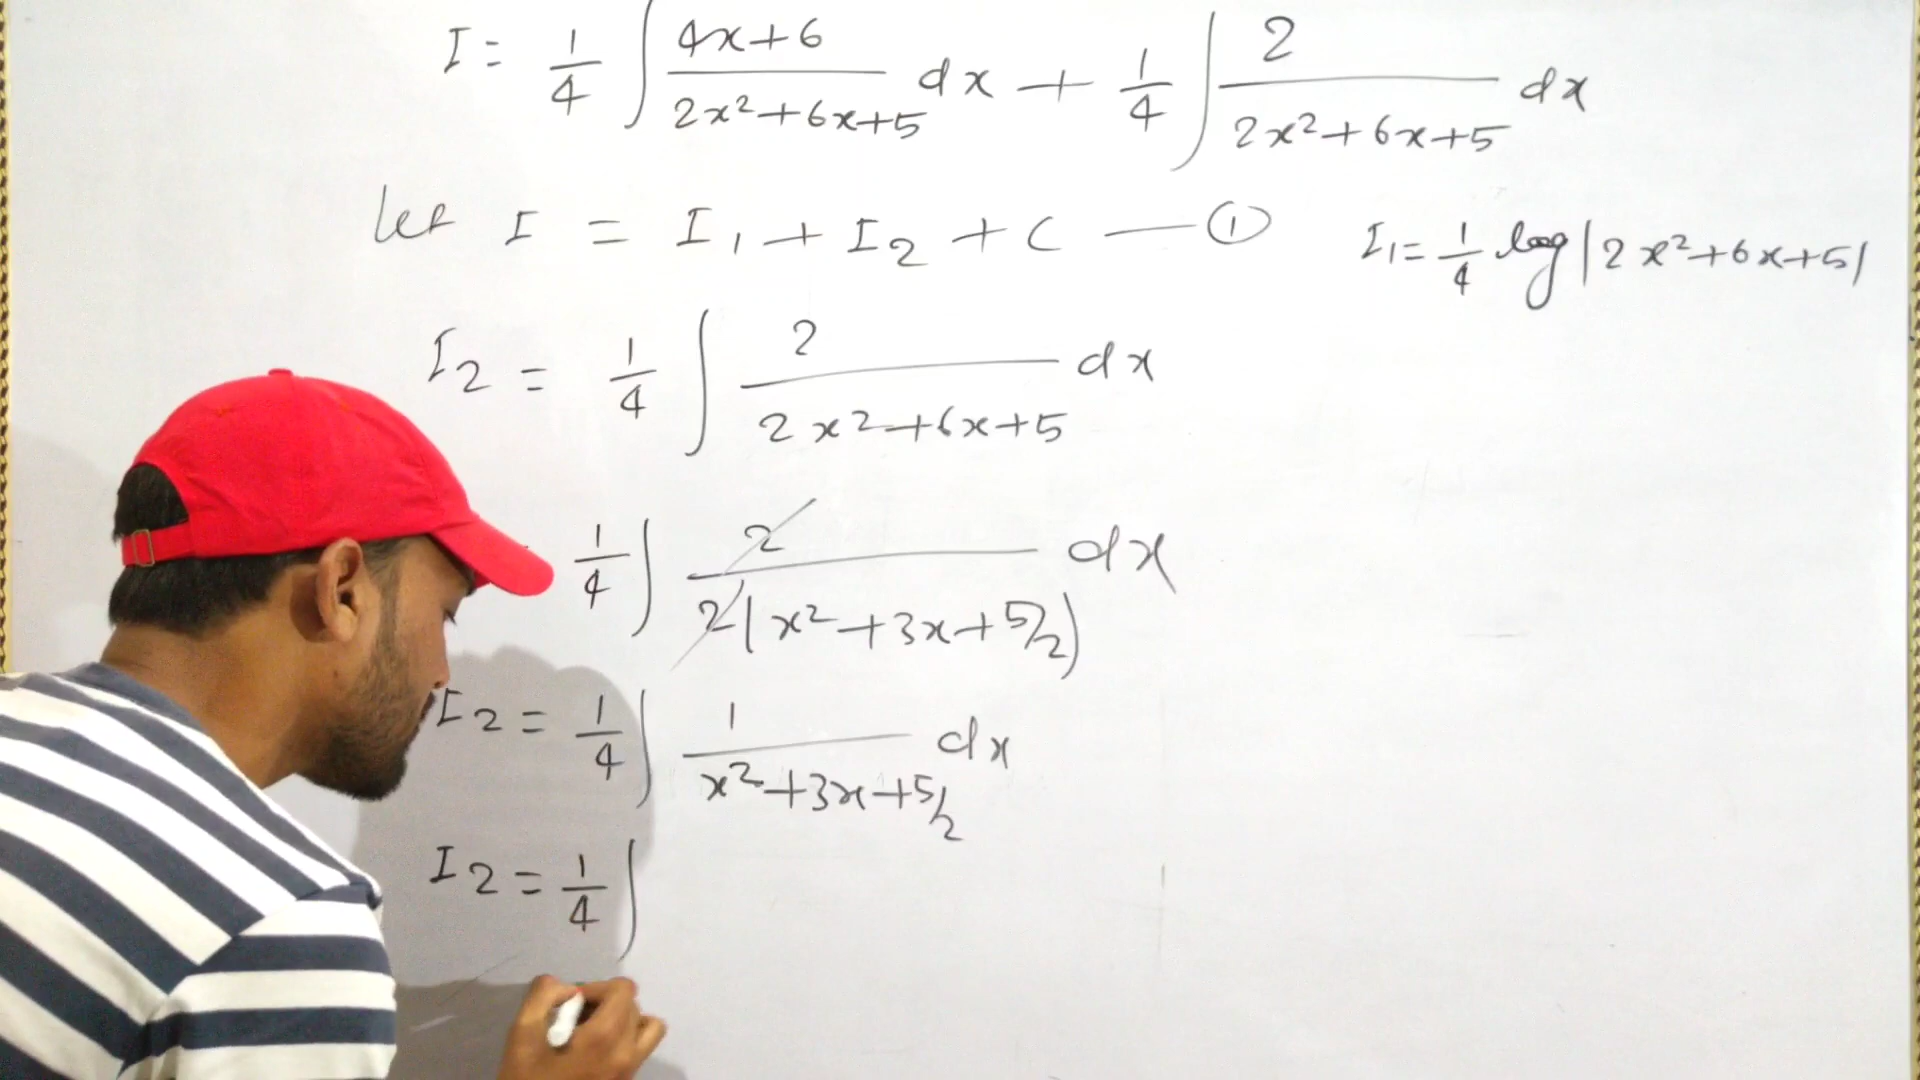 I = 1/4 ∫ (4x+6)/(2x²+6x+5) dx + 1/4 ∫ 2/(2x²+6x+5) dx
let I = I₁ + I₂ + C — ①
I₁ = 1/4 log|2x²+6x+5|
I₂ = 1/4 ∫ 2/(2x²+6x+5) dx
1/4 ∫ 2/(2(x²+3x+5/2)) dx
I₂ = 1/4 ∫ 1/(x²+3x+5/2) dx
I₂ = 1/4 ∫